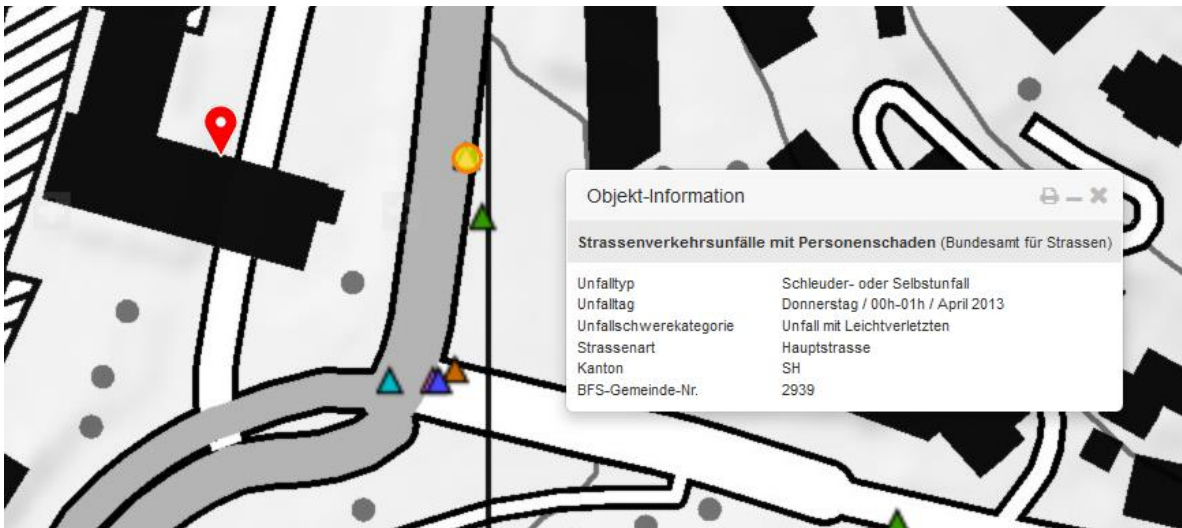 Objekt-Information
Strassenverkehrsunfälle mit Personenschaden (Bundesamt für Strassen)
Unfalltyp Schleuder- oder Selbstunfall
Unfalltag Donnerstag / 00h-01h / April 2013
Unfallschwerekategorie Unfall mit Leichtverletzten
Strassenart Hauptstrasse
Kanton SH
BFS-Gemeinde-Nr. 2939